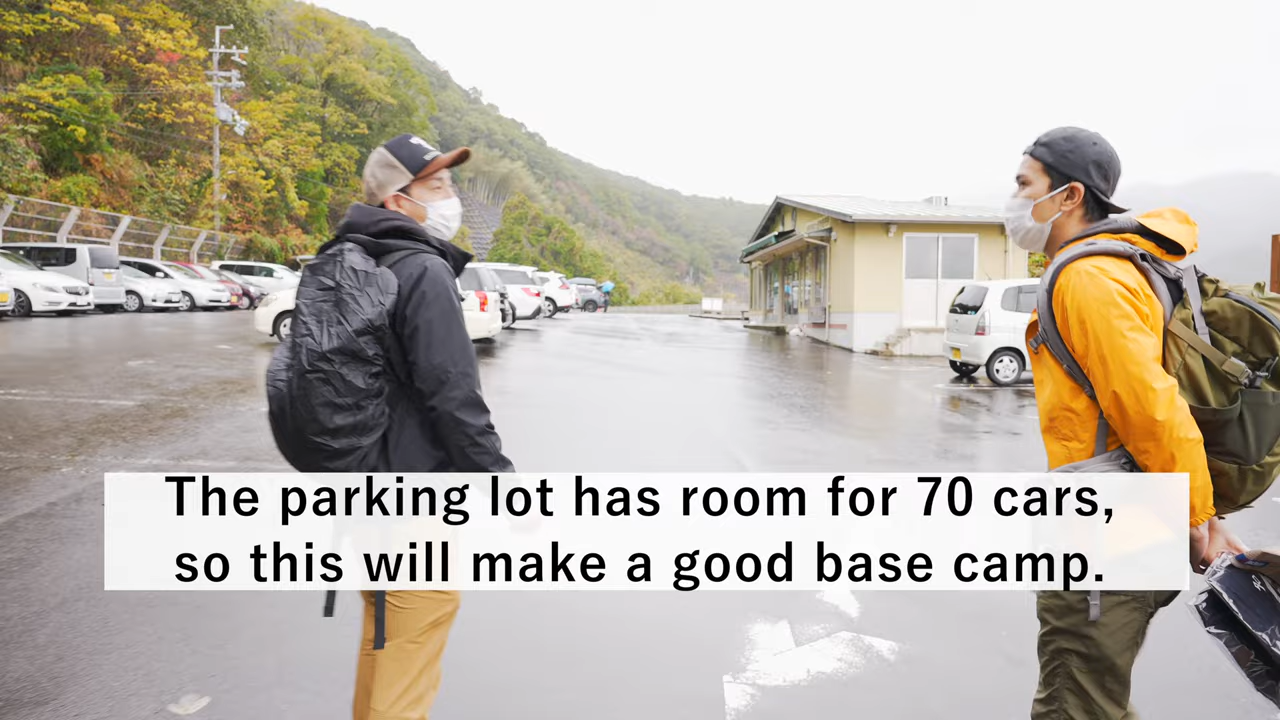 The parking lot has room for 70 cars,
so this will make a good base camp.